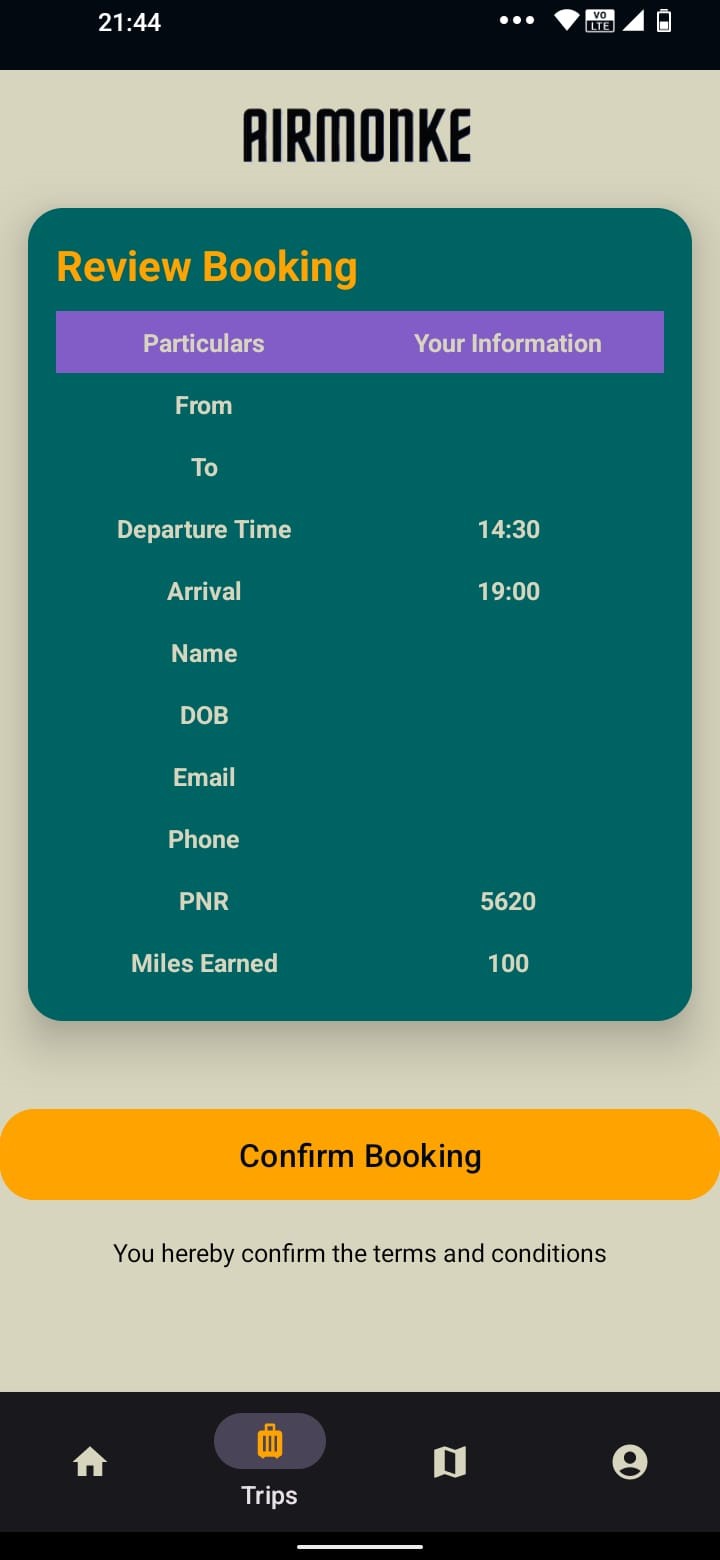 21:44
VO
LTE
AIRMONKE
Review Booking
Particulars Your Information
From
To
Departure Time 14:30
Arrival 19:00
Name
DOB
Email
Phone
PNR 5620
Miles Earned 100
Confirm Booking
You hereby confirm the terms and conditions
Trips